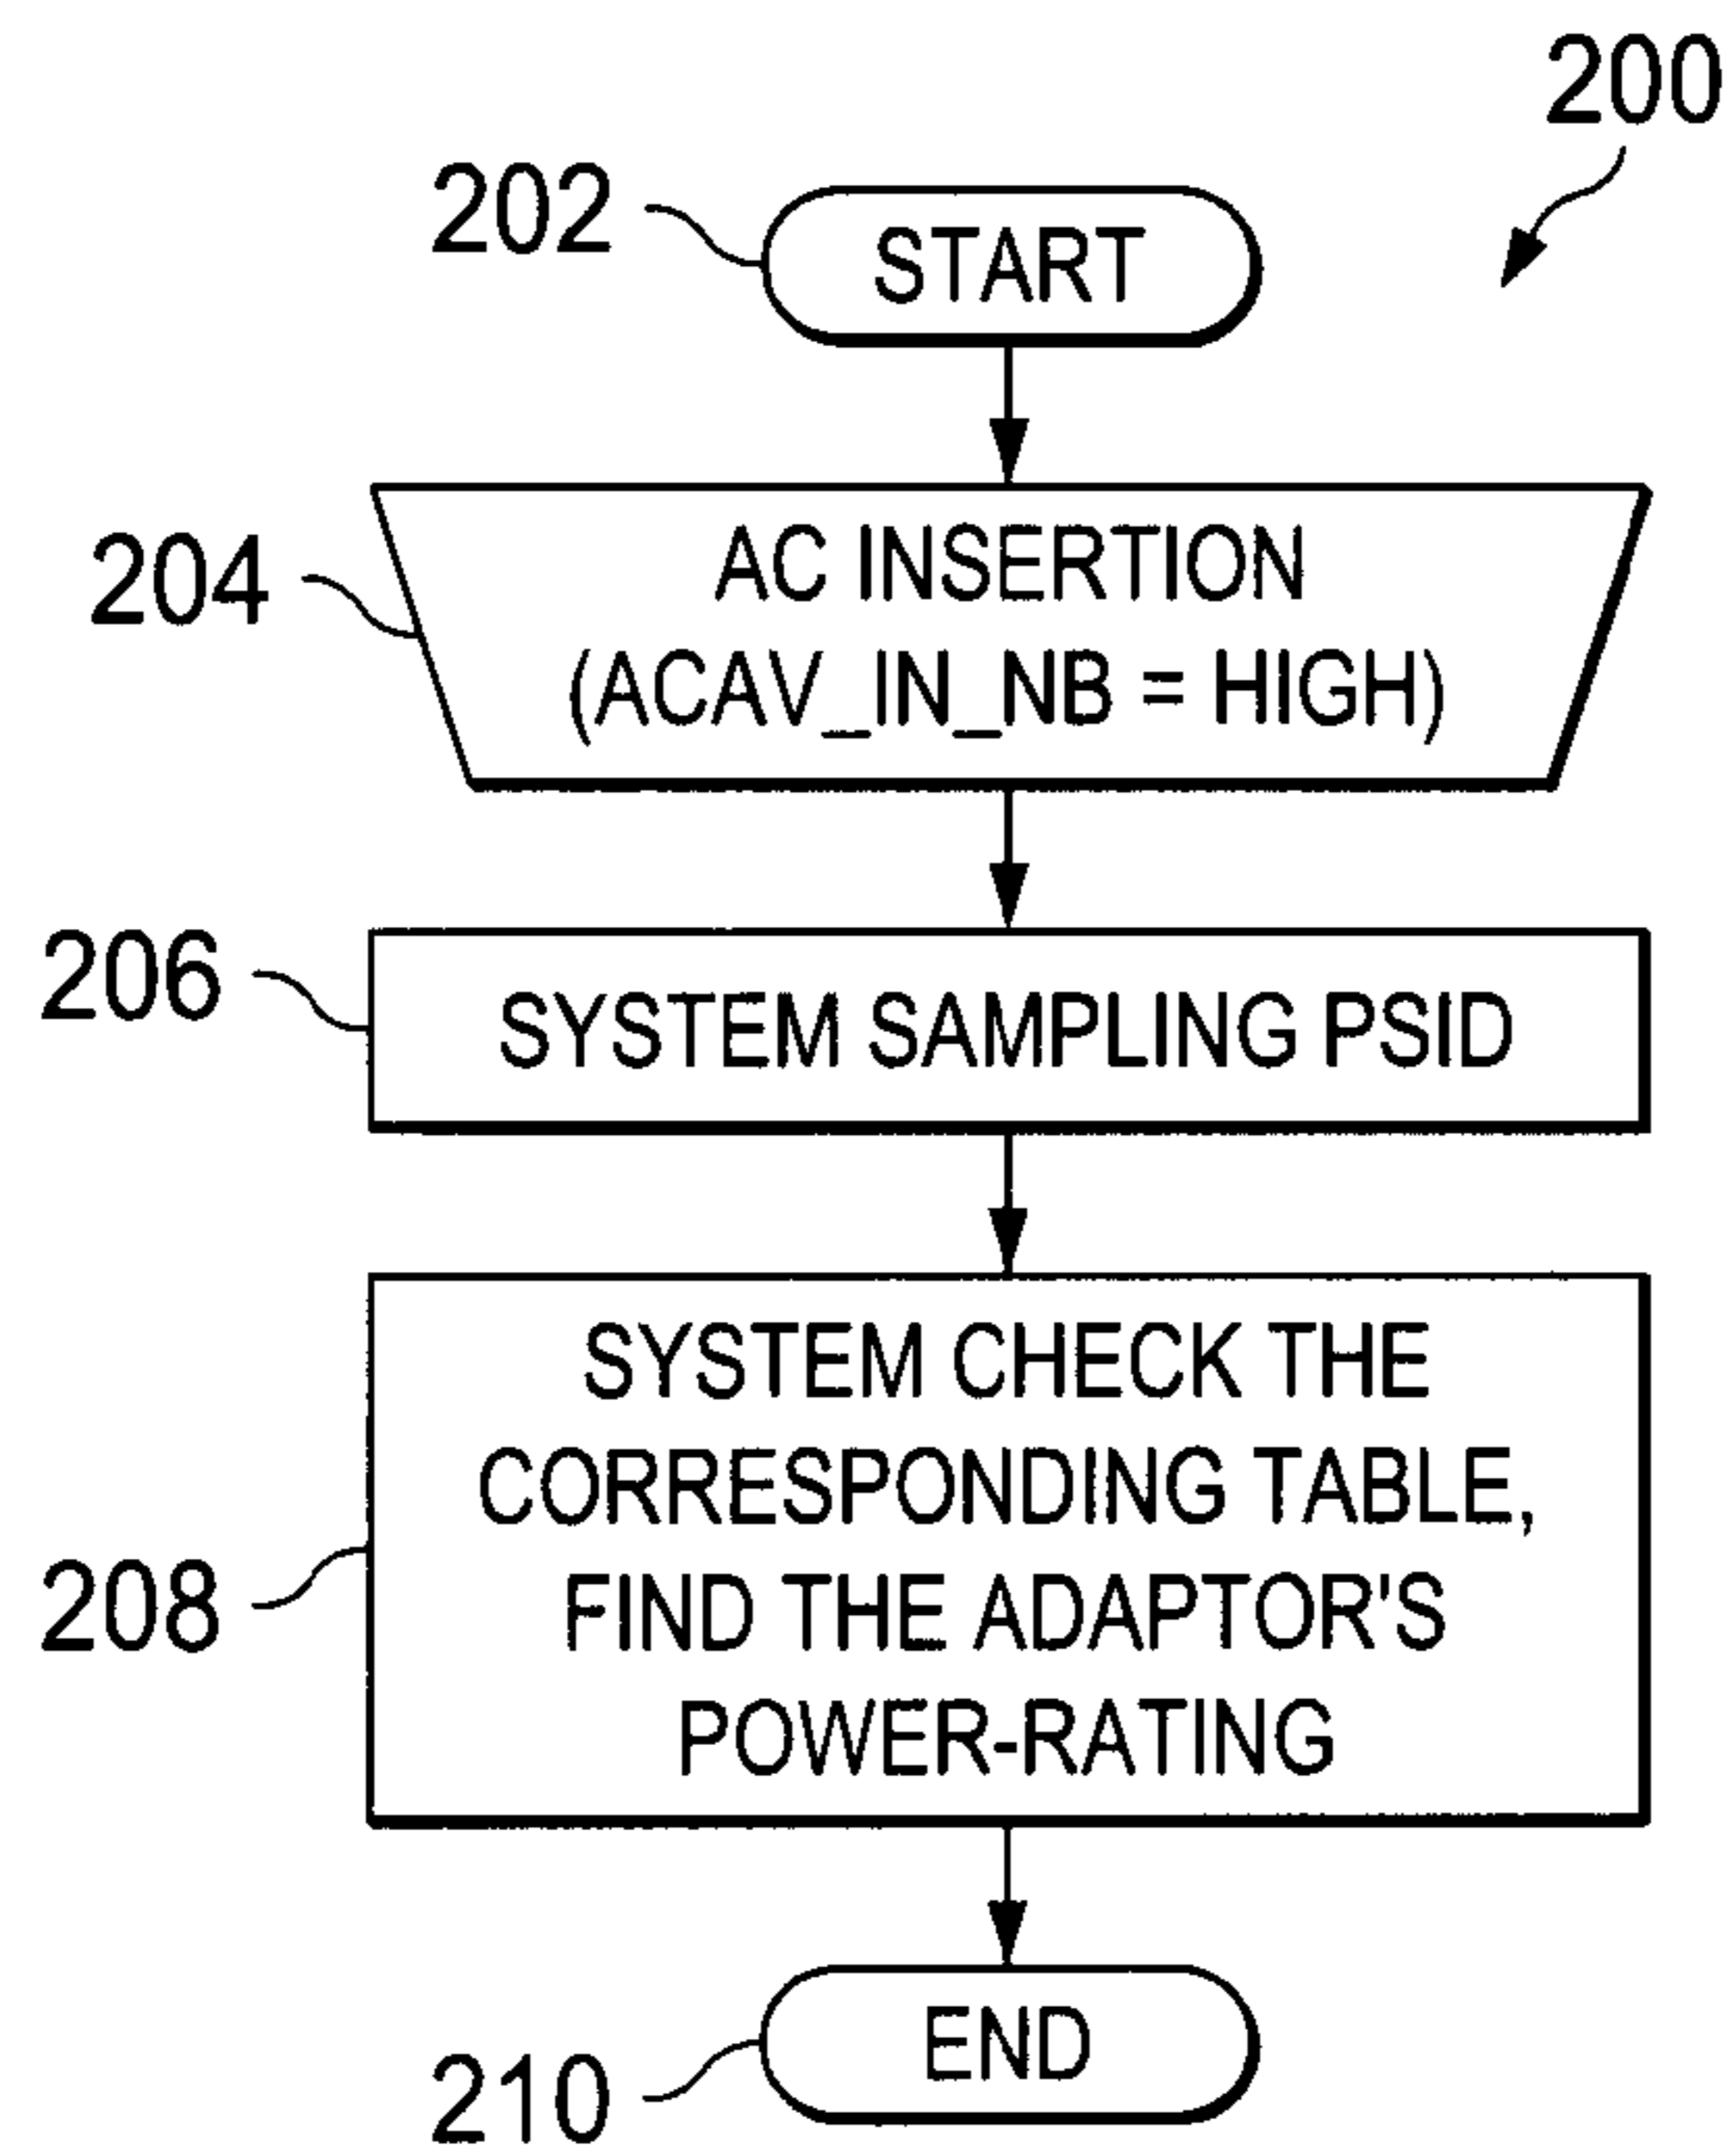 200
202
START
204
AC INSERTION
(ACAV_IN_NB = HIGH)
206
SYSTEM SAMPLING PSID
208
SYSTEM CHECK THE
CORRESPONDING TABLE,
FIND THE ADAPTOR'S
POWER-RATING
210
END